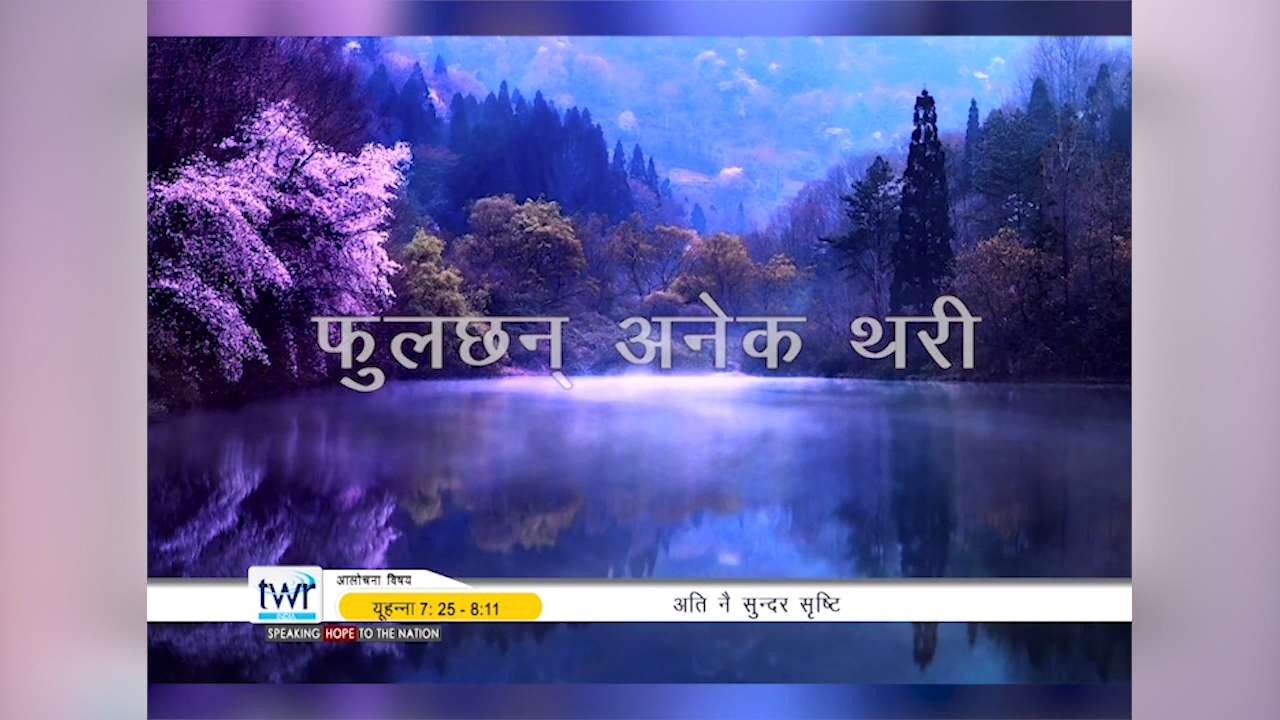 फुलछन् अनेक थरी
twr
INDIA
आलोचना विषय
यूहन्ना 7: 25 - 8:11
अति नै सुन्दर सृष्टि
SPEAKING HOPE TO THE NATION